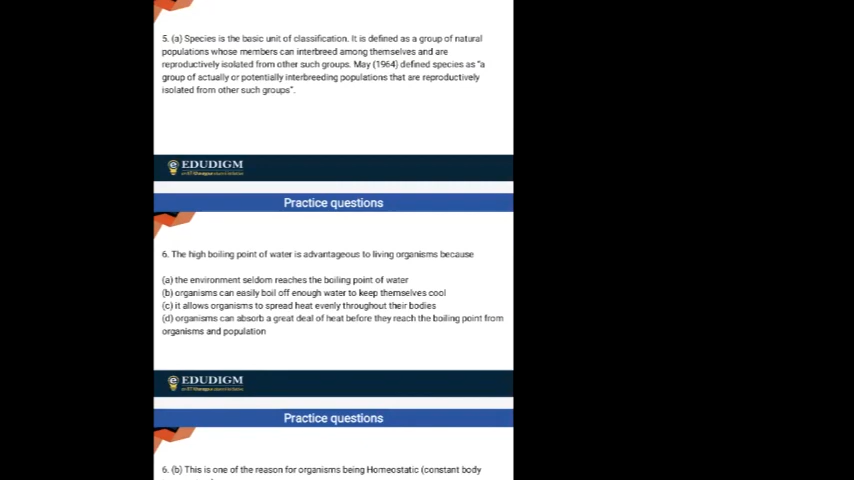 5. (a) Species is the basic unit of classification. It is defined as a group of natural
populations whose members can interbreed among themselves and are
reproductively isolated from other such groups. May (1964) defined species as "a
group of actually or potentially interbreeding populations that are reproductively
isolated from other such groups".
EDUDIGM
Practice questions
6. The high boiling point of water is advantageous to living organisms because
(a) the environment seldom reaches the boiling point of water
(b) organisms can easily boil off enough water to keep themselves cool
(c) it allows organisms to spread heat evenly throughout their bodies
(d) organisms can absorb a great deal of heat before they reach the boiling point from
organisms and population
EDUDIGM
Practice questions
6. (b) This is one of the reason for organisms being Homeostatic (constant body